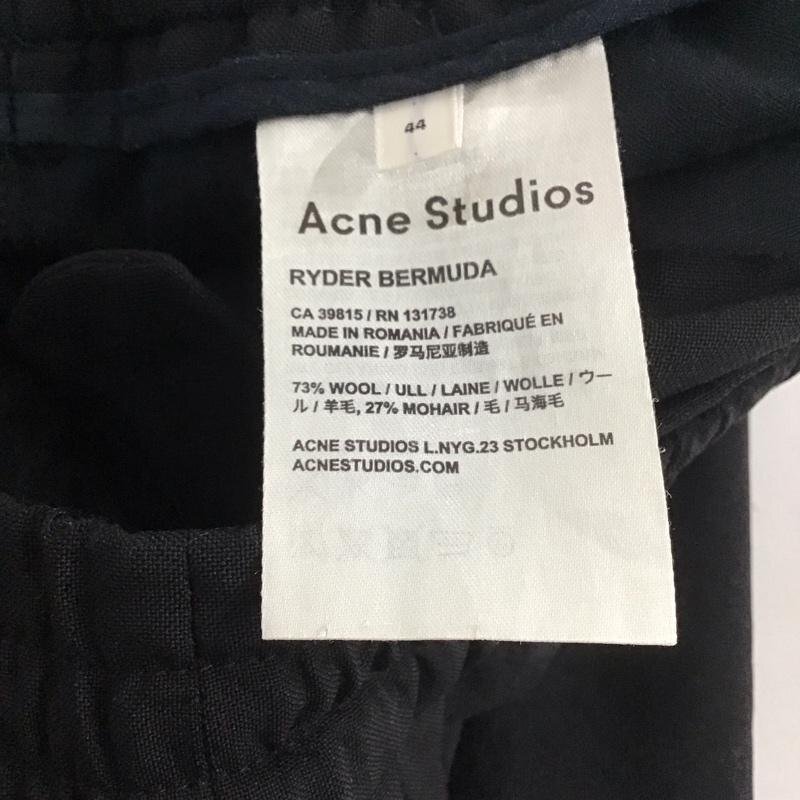 44
Acne Studios
RYDER BERMUDA
CA 39815 / RN 131738
MADE IN ROMANIA / FABRIQUÉ EN
ROUMANIE / 罗马尼亚制造
73% WOOL / ULL / LAINE / WOLLE / ウー
ル / 羊毛, 27% MOHAIR / 毛 / 马海毛
ACNE STUDIOS L.NYG.23 STOCKHOLM
ACNESTUDIOS.COM